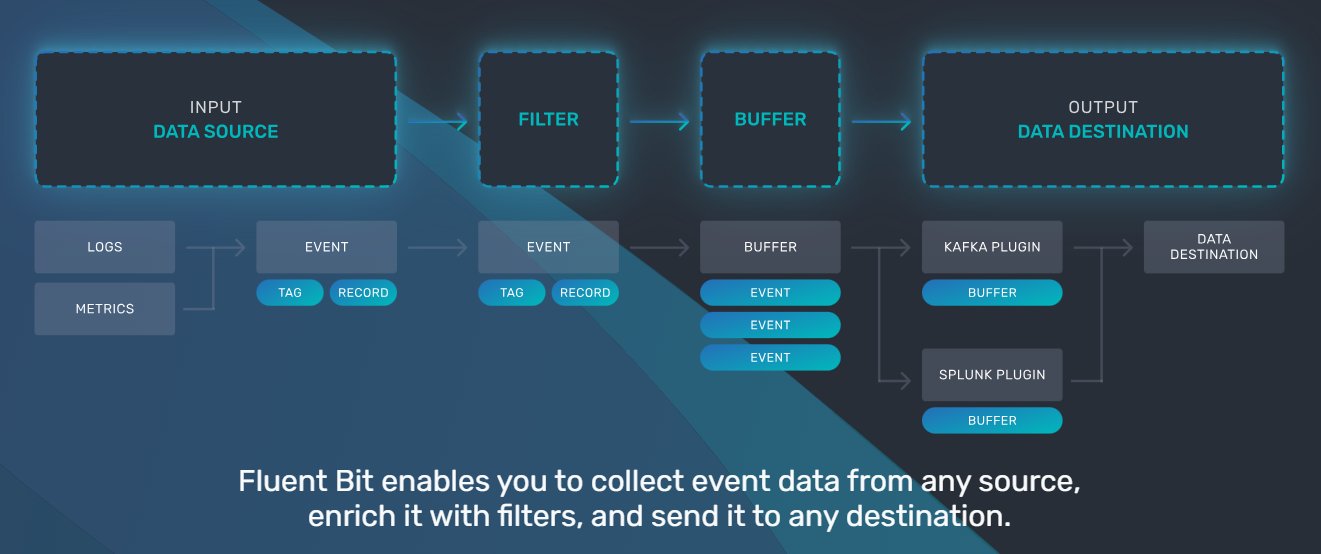 INPUT
DATA SOURCE
FILTER
BUFFER
OUTPUT
DATA DESTINATION
LOGS
METRICS
EVENT
TAG
RECORD
EVENT
TAG
RECORD
BUFFER
EVENT
EVENT
EVENT
KAFKA PLUGIN
BUFFER
SPLUNK PLUGIN
BUFFER
DATA
DESTINATION
Fluent Bit enables you to collect event data from any source,
enrich it with filters, and send it to any destination.